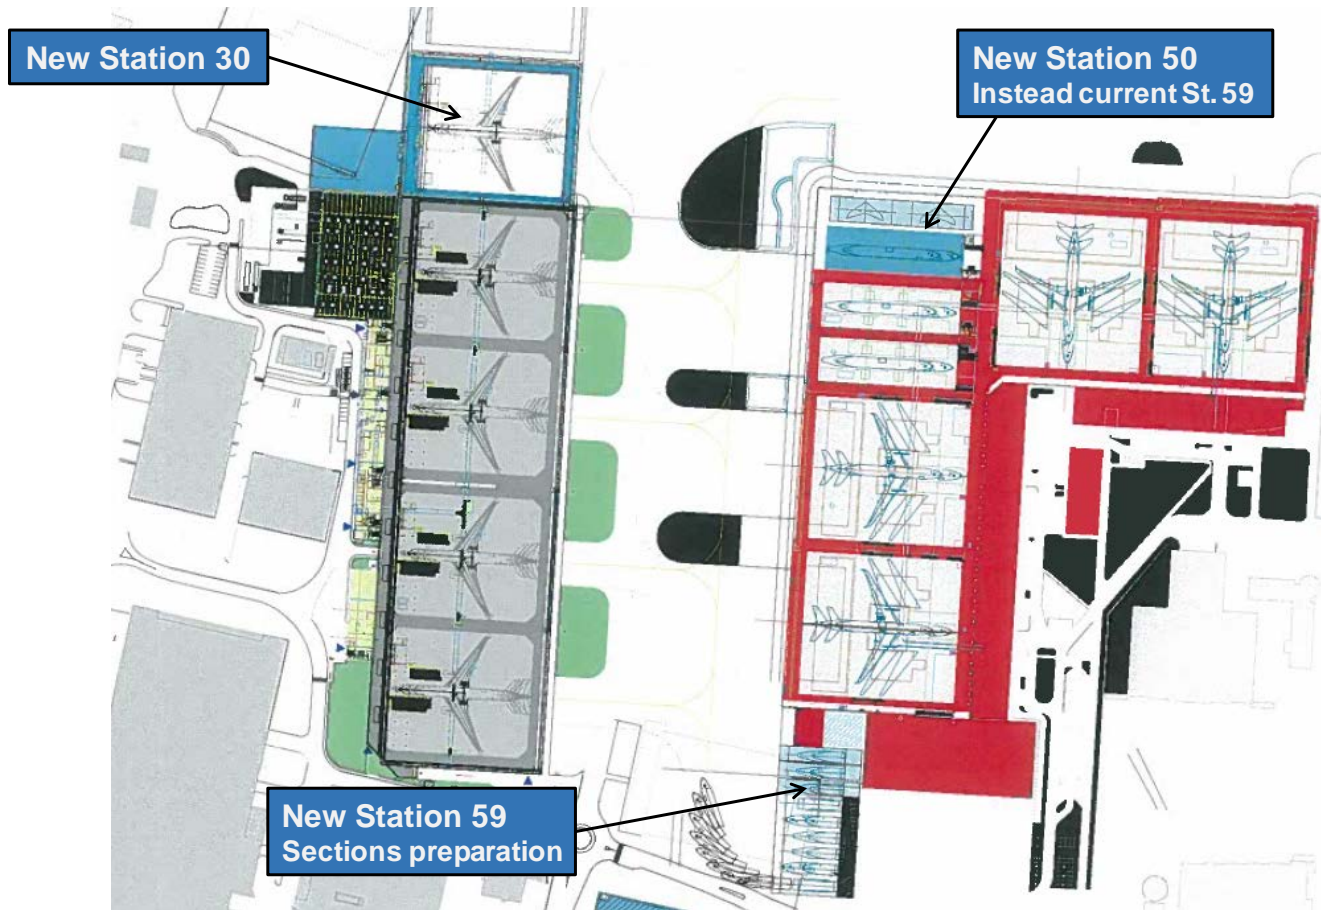 New Station 30
New Station 50
Instead current St. 59
New Station 59
Sections preparation